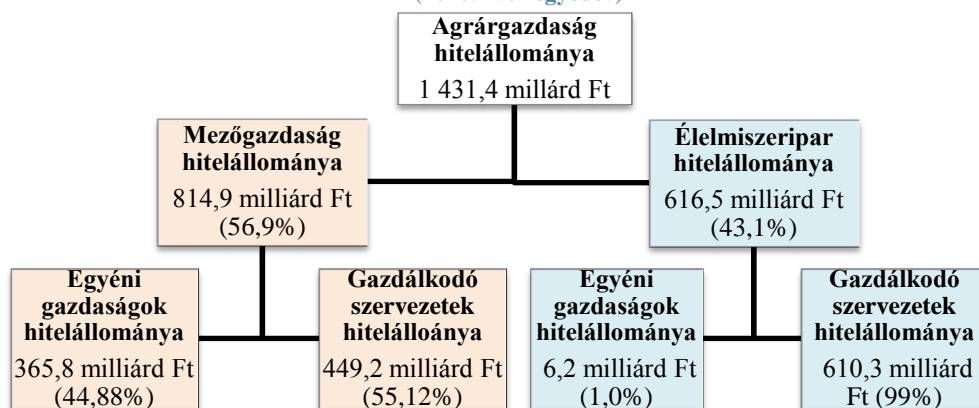 Agrárgazdaság
hitelállománya
1 431,4 millárd Ft
Mezőgazdaság
hitelállománya
814,9 milliárd Ft
(56,9%)
Élelmiszeripar
hitelállománya
616,5 milliárd Ft
(43,1%)
Egyéni
gazdaságok
hitelállománya
365,8 milliárd Ft
(44,88%)
Gazdálkodó
szervezetek
hitelálloánya
449,2 milliárd Ft
(55,12%)
Egyéni
gazdaságok
hitelállománya
6,2 milliárd Ft
(1,0%)
Gazdálkodó
szervezetek
hitelállománya
610,3 milliárd
Ft (99%)